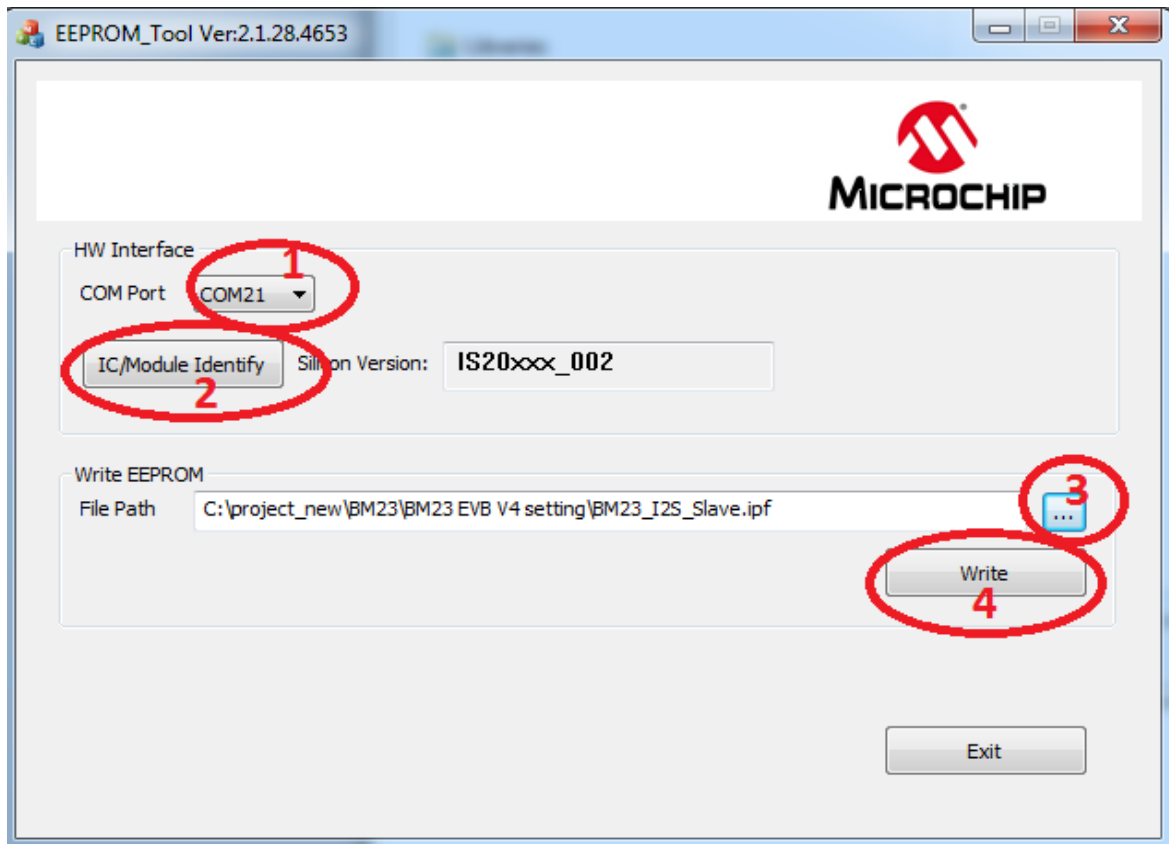 EEPROM_Tool Ver:2.1.28.4653
Libraries
MICROCHIP
HW Interface
1
COM Port COM21
IC/Module Identify Silicon Version: IS20xxx_002
2
Write EEPROM
3
File Path C:\project_new\BM23\BM23 EVB V4 setting\BM23_I2S_Slave.ipf ...
Write
4
Exit